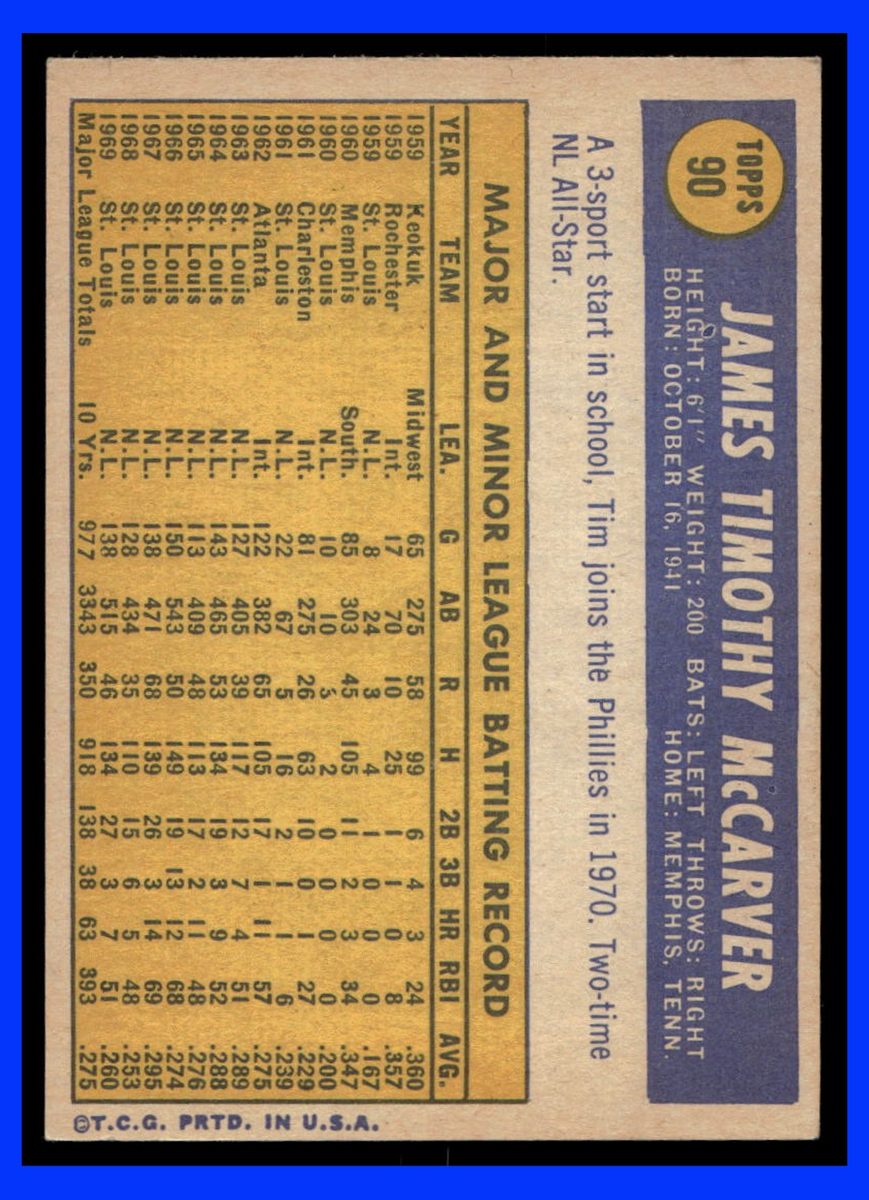 TOPPS
90
JAMES TIMOTHY McCARVER
HEIGHT: 6'1" WEIGHT: 200 BATS: LEFT THROWS: RIGHT
BORN: OCTOBER 16, 1941 HOME: MEMPHIS, TENN.
A 3-sport start in school, Tim joins the Phillies in 1970. Two-time
NL All-Star.
MAJOR AND MINOR LEAGUE BATTING RECORD
YEAR TEAM LEA. G AB R H 2B 3B HR RBI AVG.
1959 Keokuk Midwest 65 275 58 99 6 4 3 24 .360
1959 Rochester Int. 17 70 10 25 1 1 0 8 .357
1959 St. Louis N.L. 8 24 3 4 1 0 0 0 .167
1960 Memphis South. 85 303 45 105 11 2 3 34 .347
1960 St. Louis N.L. 10 10 3 2 0 0 0 0 .200
1961 Charleston Int. 81 275 26 63 10 0 1 27 .229
1961 St. Louis N.L. 22 67 5 16 2 1 1 6 .239
1962 Atlanta Int. 122 382 65 105 17 1 11 57 .275
1963 St. Louis N.L. 127 405 39 117 12 7 4 51 .289
1964 St. Louis N.L. 143 465 53 134 19 3 9 52 .288
1965 St. Louis N.L. 113 409 48 113 17 2 11 48 .276
1966 St. Louis N.L. 150 543 50 149 19 13 12 68 .274
1967 St. Louis N.L. 138 471 68 139 26 3 14 69 .295
1968 St. Louis N.L. 128 434 35 110 15 6 5 48 .253
1969 St. Louis N.L. 138 515 46 134 27 3 7 51 .260
Major League Totals 10 Yrs. 977 3343 350 918 138 38 63 393 .275
©T.C.G. PRTD. IN U.S.A.